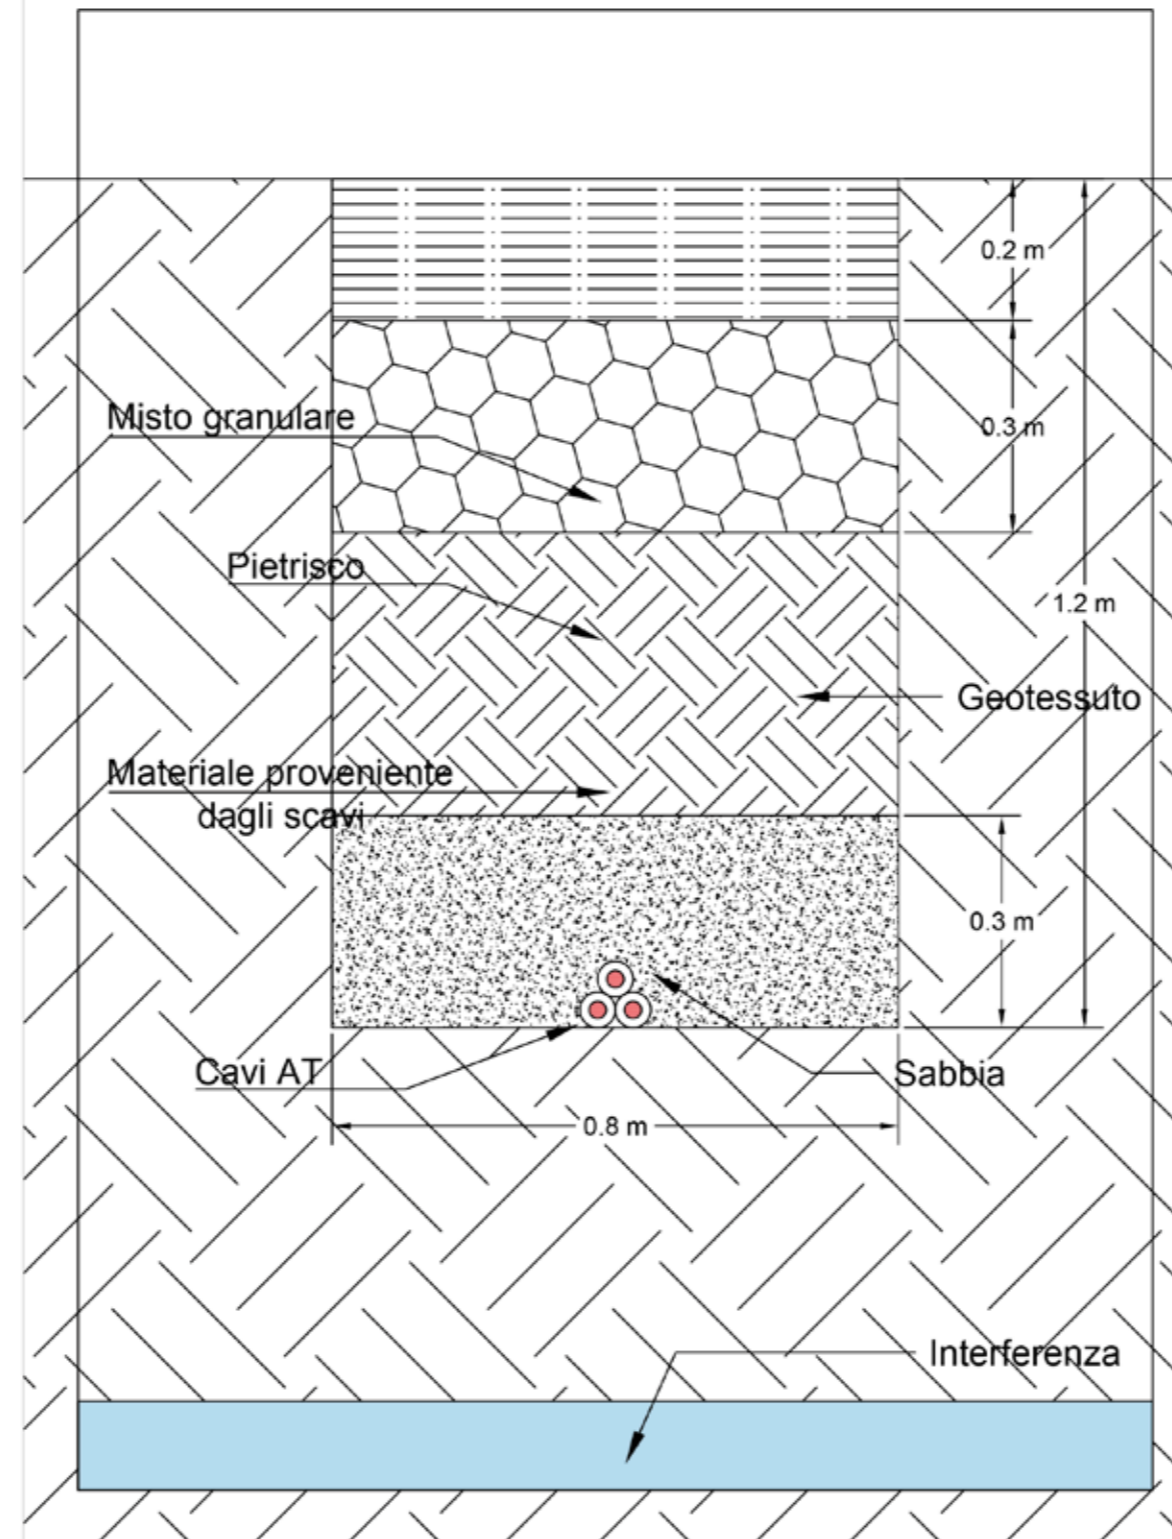 0.2 m
Misto granulare
0.3 m
Pietrisco
1.2 m
Geotessuto
Materiale proveniente
dagli scavi
0.3 m
Cavi AT
Sabbia
0.8 m
Interferenza